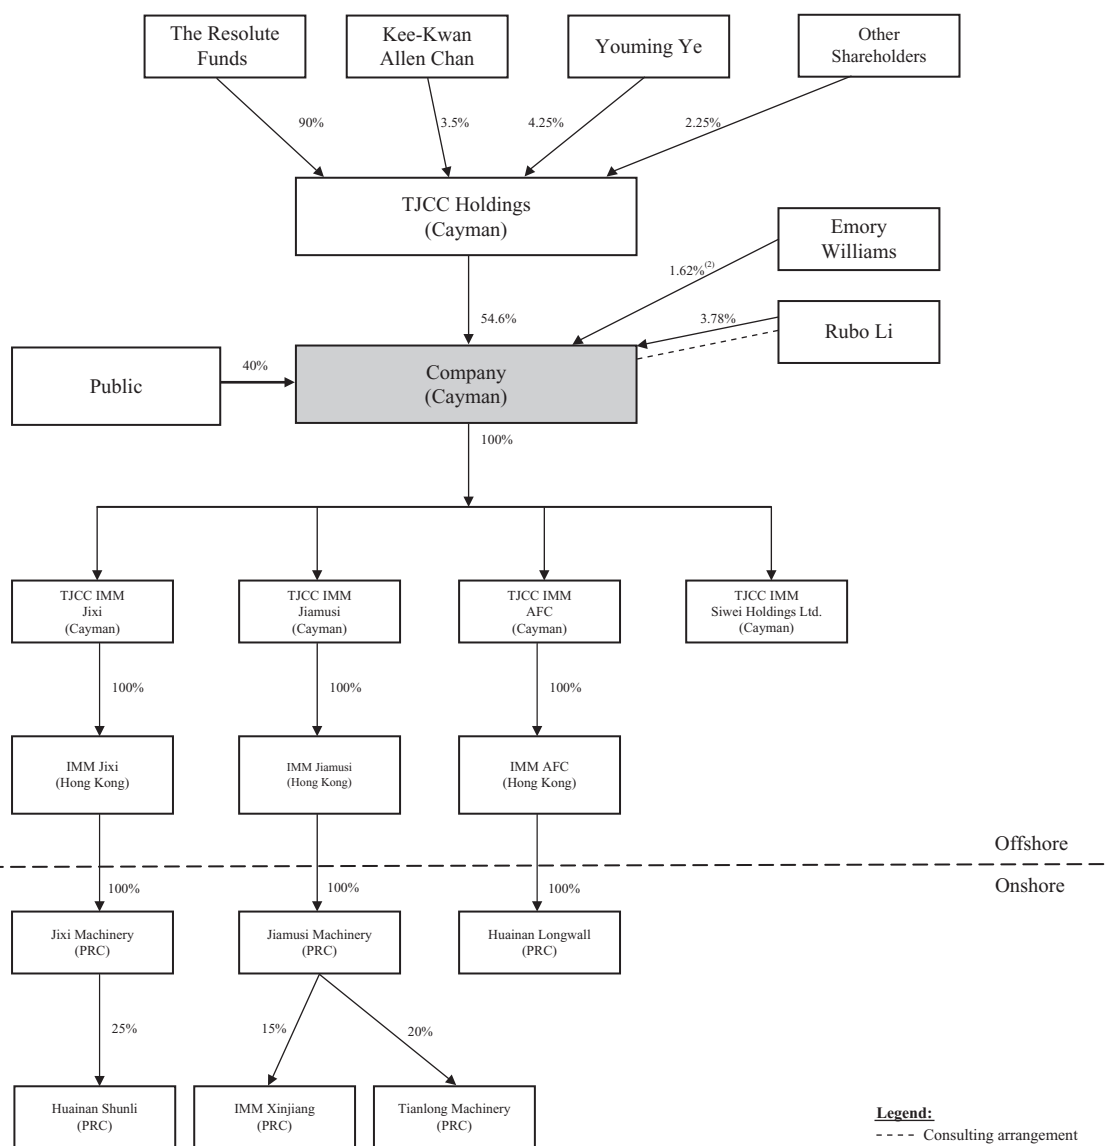 The Resolute
Funds
Kee-Kwan
Allen Chan
Youming Ye
Other
Shareholders
90%
3.5%
4.25%
2.25%
TJCC Holdings
(Cayman)
Emory
Williams
1.62%(2)
54.6%
3.78%
Rubo Li
Public
40%
Company
(Cayman)
100%
TJCC IMM
Jixi
(Cayman)
TJCC IMM
Jiamusi
(Cayman)
TJCC IMM
AFC
(Cayman)
TJCC IMM
Siwei Holdings Ltd.
(Cayman)
100%
100%
100%
IMM Jixi
(Hong Kong)
IMM Jiamusi
(Hong Kong)
IMM AFC
(Hong Kong)
Offshore
Onshore
100%
100%
100%
Jixi Machinery
(PRC)
Jiamusi Machinery
(PRC)
Huainan Longwall
(PRC)
25%
15%
20%
Huainan Shunli
(PRC)
IMM Xinjiang
(PRC)
Tianlong Machinery
(PRC)
Legend:
---- Consulting arrangement